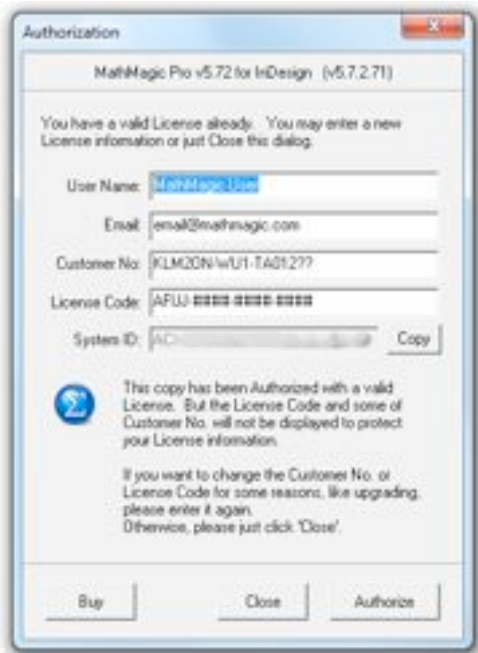 Authorization
MathMagic Pro v5.72 for InDesign (v5.7.2.71)
You have a valid License already. You may enter a new
License information or just Close this dialog.
User Name: MathMagic User
Email: email@mathmagic.com
Customer No: KLM2ON-WU1-TA012??
License Code: AFUJ-####-####-####
System ID: Copy
This copy has been Authorized with a valid
License. But the License Code and some of
Customer No. will not be displayed to protect
your License information.
If you want to change the Customer No. or
License Code for some reasons, like upgrading,
please enter it again.
Otherwise, please just click 'Close'.
Buy Close Authorize